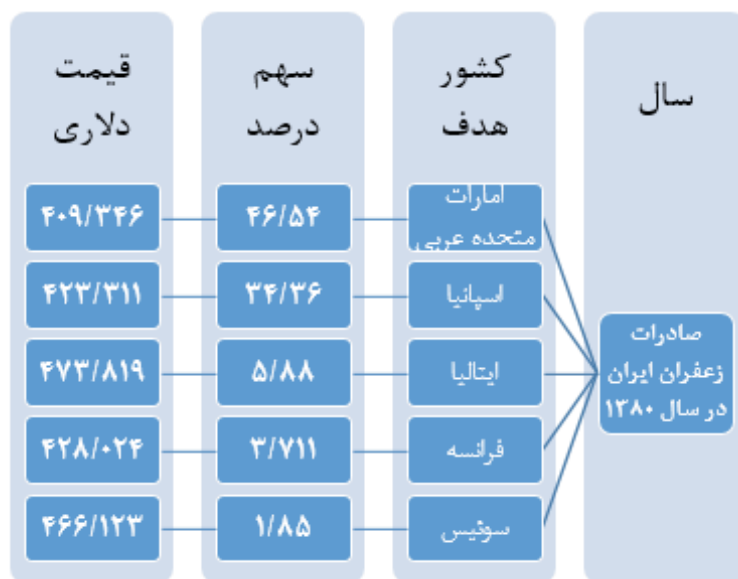 سال
کشور
هدف
سهم
درصد
قیمت
دلاری
صادرات
زعفران ایران
در سال ۱۳۸۰
امارات
متحده عربی
۴۶/۵۴
۴۰۹/۳۴۶
اسپانیا
۳۴/۳۶
۴۲۳/۳۱۱
ایتالیا
۵/۸۸
۴۷۳/۸۱۹
فرانسه
۳/۷۱۱
۴۲۸/۰۲۴
سوئیس
۱/۸۵
۴۶۶/۱۲۳